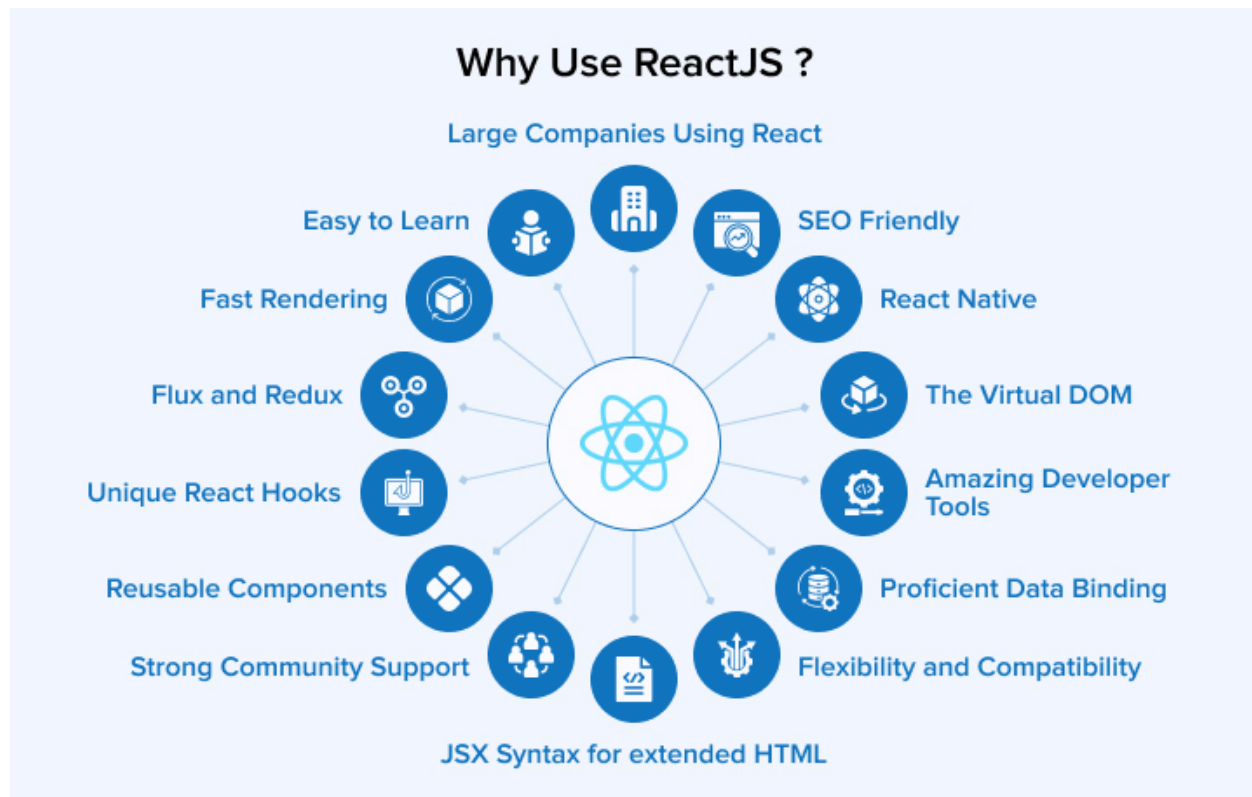 Why Use ReactJS ?
Large Companies Using React
Easy to Learn
SEO Friendly
Fast Rendering
React Native
Flux and Redux
The Virtual DOM
Unique React Hooks
Amazing Developer
Tools
Reusable Components
Proficient Data Binding
Strong Community Support
Flexibility and Compatibility
JSX Syntax for extended HTML